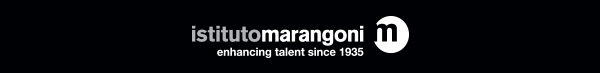 istitutomarangoni m
enhancing talent since 1935